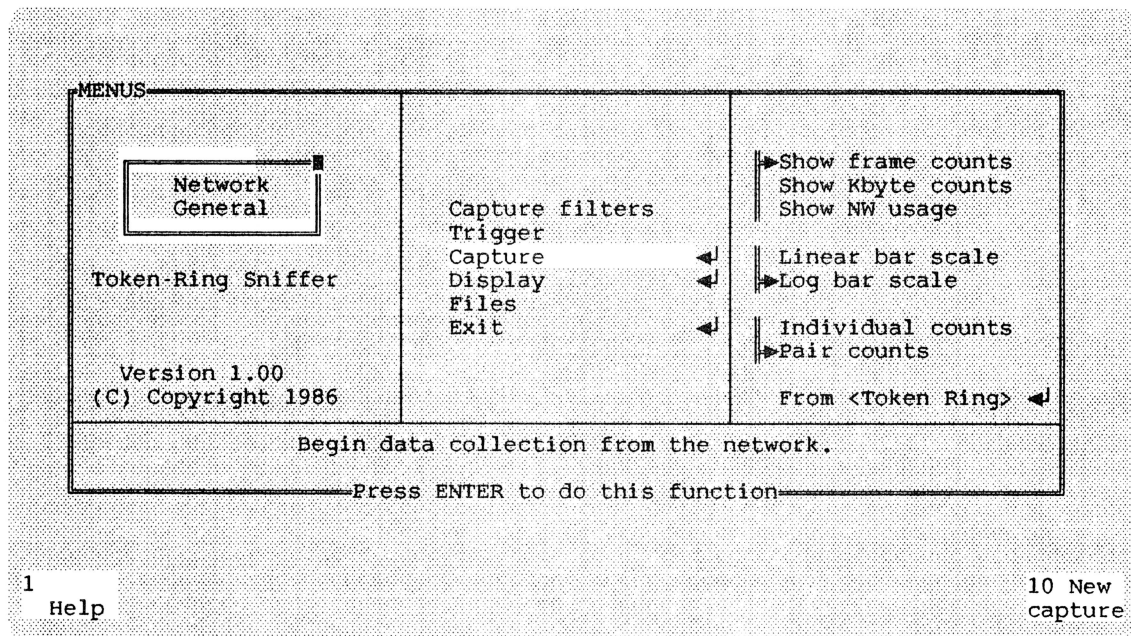 MENUS
Network
General
Token-Ring Sniffer
Version 1.00
(C) Copyright 1986
Capture filters
Trigger
Capture
Display
Files
Exit
Show frame counts
Show Kbyte counts
Show NW usage
Linear bar scale
Log bar scale
Individual counts
Pair counts
From <Token Ring>
Begin data collection from the network.
Press ENTER to do this function
1
Help
10 New
capture